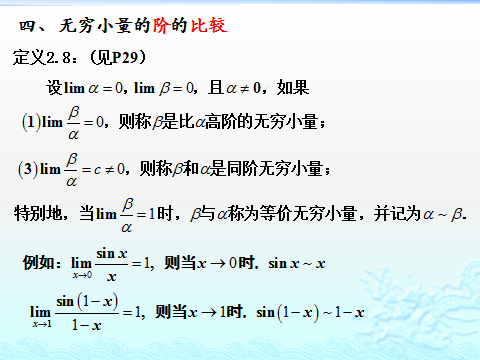 四、无穷小量的阶的比较
定义2.8：(见P29)
设lim α = 0, lim β = 0, 且α ≠ 0, 如果
(1)lim β/α = 0, 则称β是比α高阶的无穷小量;
(3)lim β/α = c ≠ 0, 则称β和α是同阶无穷小量;
特别地, 当lim β/α = 1时, β与α称为等价无穷小量, 并记为α ~ β.
例如: lim x→0 sin x/x = 1, 则当x → 0时. sin x ~ x
lim x→1 sin(1−x)/(1−x) = 1, 则当x → 1时. sin(1−x) ~ 1−x